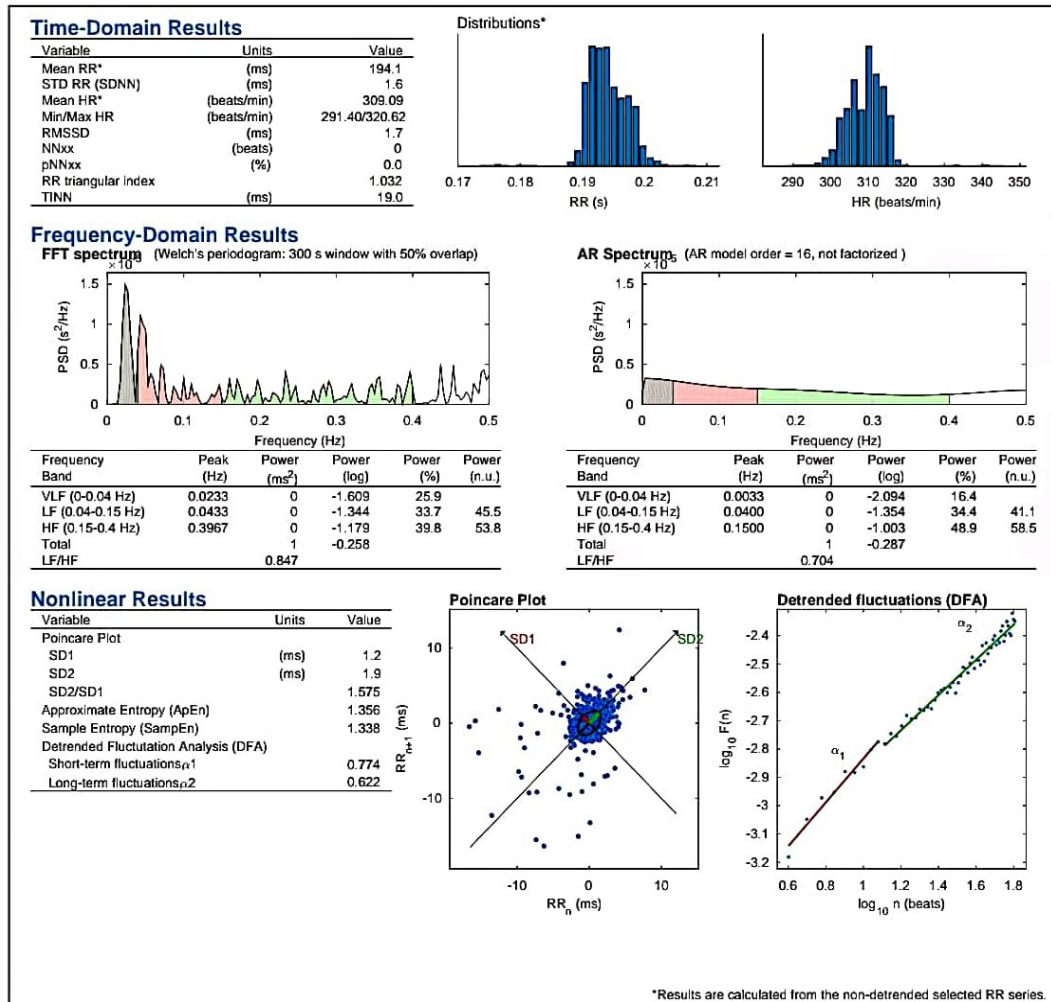 Time-Domain Results
Variable Units Value
Mean RR* (ms) 194.1
STD RR (SDNN) (ms) 1.6
Mean HR* (beats/min) 309.09
Min/Max HR (beats/min) 291.40/320.62
RMSSD (ms) 1.7
NNxx (beats) 0
pNNxx (%) 0.0
RR triangular index 1.032
TINN (ms) 19.0
Distributions*
0.17 0.18 0.19 0.2 0.21
RR (s)
290 300 310 320 330 340 350
HR (beats/min)
Frequency-Domain Results
FFT spectrum (Welch's periodogram: 300 s window with 50% overlap)
1.5
1
0.5
0
PSD (s²/Hz)
0 0.1 0.2 0.3 0.4 0.5
Frequency (Hz)
AR Spectrum (AR model order = 16, not factorized )
1.5
1
0.5
0
PSD (s²/Hz)
0 0.1 0.2 0.3 0.4 0.5
Frequency (Hz)
Frequency Peak Power Power Power Power
Band (Hz) (ms²) (log) (%) (n.u.)
VLF (0-0.04 Hz) 0.0233 0 -1.609 25.9
LF (0.04-0.15 Hz) 0.0433 0 -1.344 33.7 45.5
HF (0.15-0.4 Hz) 0.3967 0 -1.179 39.8 53.8
Total 1 -0.258
LF/HF 0.847
Frequency Peak Power Power Power Power
Band (Hz) (ms²) (log) (%) (n.u.)
VLF (0-0.04 Hz) 0.0033 0 -2.094 16.4
LF (0.04-0.15 Hz) 0.0400 0 -1.354 34.4 41.1
HF (0.15-0.4 Hz) 0.1500 0 -1.003 48.9 58.5
Total 1 -0.287
LF/HF 0.704
Nonlinear Results
Variable Units Value
Poincare Plot
SD1 (ms) 1.2
SD2 (ms) 1.9
SD2/SD1 1.575
Approximate Entropy (ApEn) 1.356
Sample Entropy (SampEn) 1.338
Detrended Fluctutation Analysis (DFA)
Short-term fluctuations,α1 0.774
Long-term fluctuations,α2 0.622
Poincare Plot
SD1 SD2
10
0
-10
RRn+1 (ms)
-10 0 10
RRn (ms)
Detrended fluctuations (DFA)
α2
α1
-2.4
-2.5
-2.6
-2.7
-2.8
-2.9
-3
-3.1
-3.2
log10 F(n)
0.6 0.8 1 1.2 1.4 1.6 1.8
log10 n (beats)
*Results are calculated from the non-detrended selected RR series.